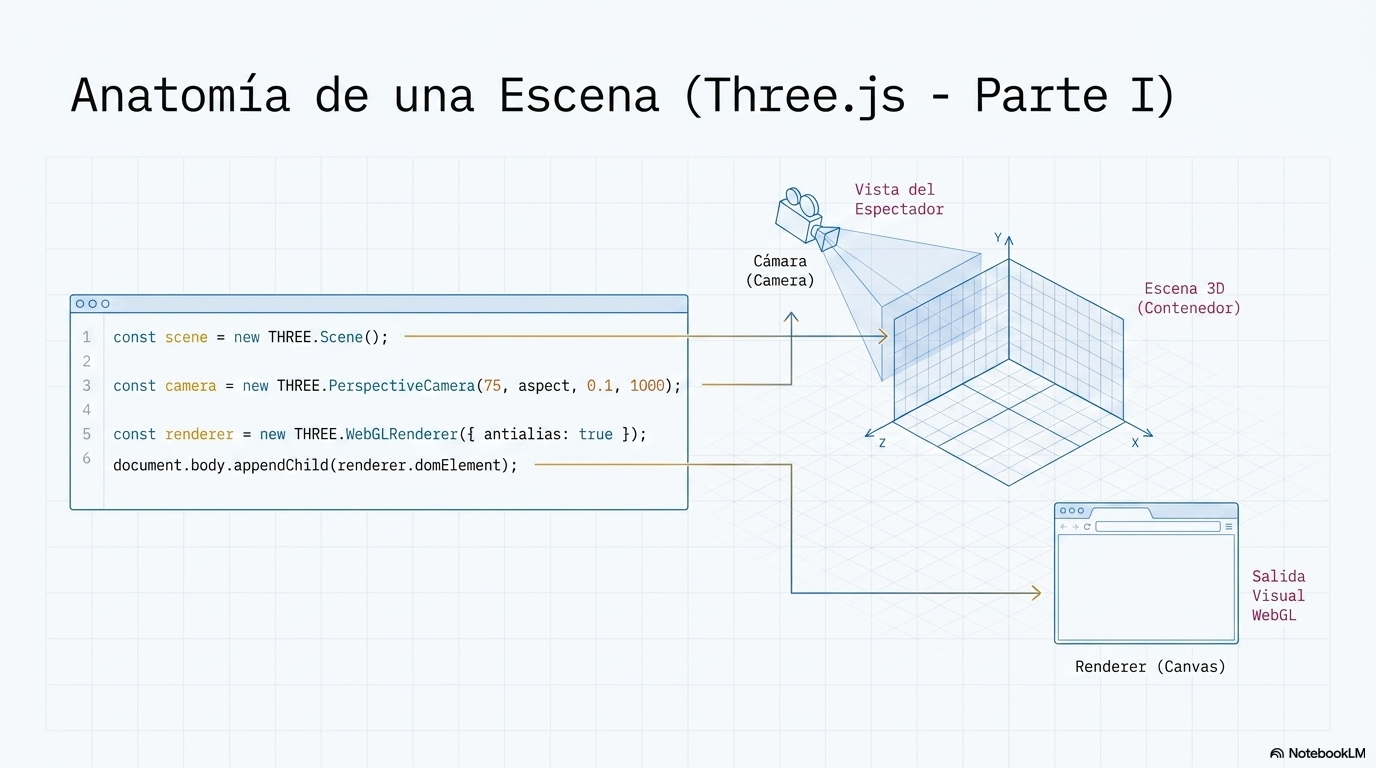 Anatomía de una Escena (Three.js - Parte I)
1 const scene = new THREE.Scene();
2
3 const camera = new THREE.PerspectiveCamera(75, aspect, 0.1, 1000);
4
5 const renderer = new THREE.WebGLRenderer({ antialias: true });
6 document.body.appendChild(renderer.domElement);
Vista del
Espectador
Cámara
(Camera)
Y
Z
X
Escena 3D
(Contenedor)
Salida
Visual
WebGL
Renderer (Canvas)
NotebookLM